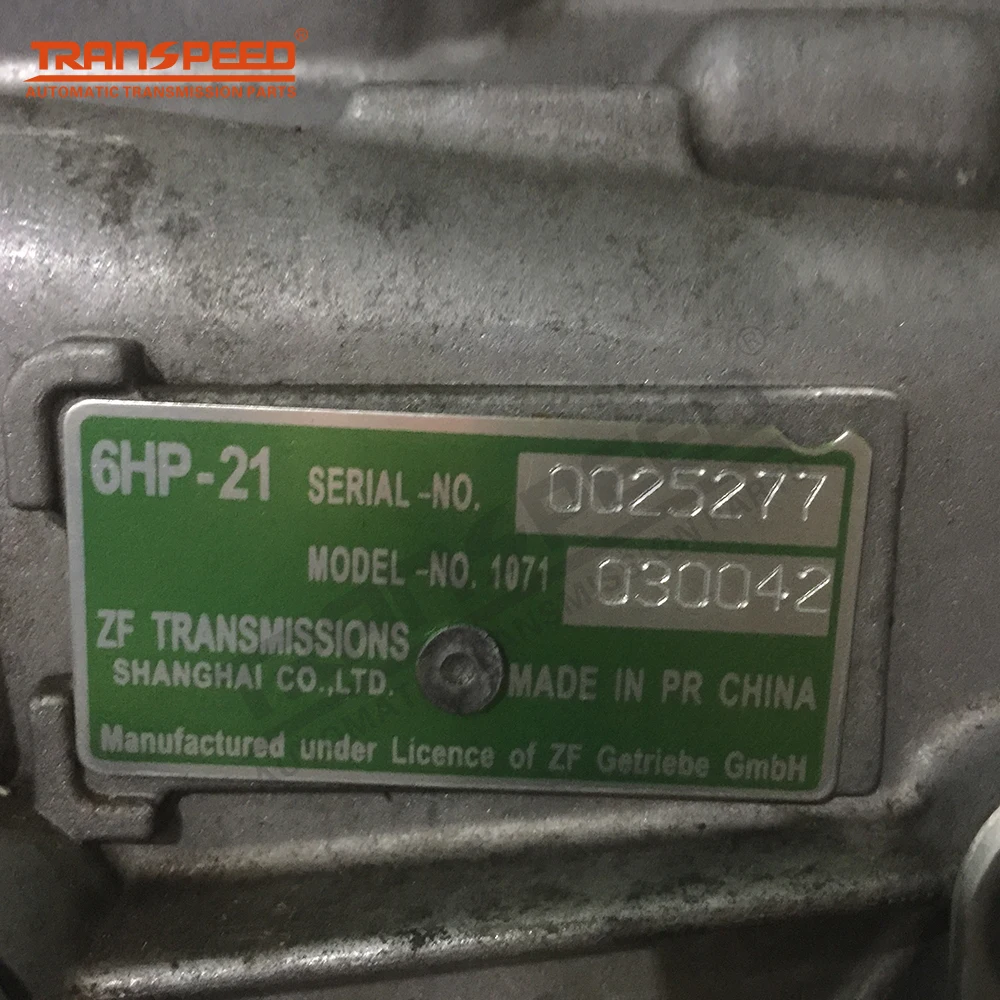 TRANSPEED®
AUTOMATIC TRANSMISSION PARTS
6HP-21 SERIAL-NO. 0025277
MODEL-NO. 1071 030042
ZF TRANSMISSIONS
SHANGHAI CO.,LTD. MADE IN PR CHINA
Manufactured under Licence of ZF Getriebe GmbH